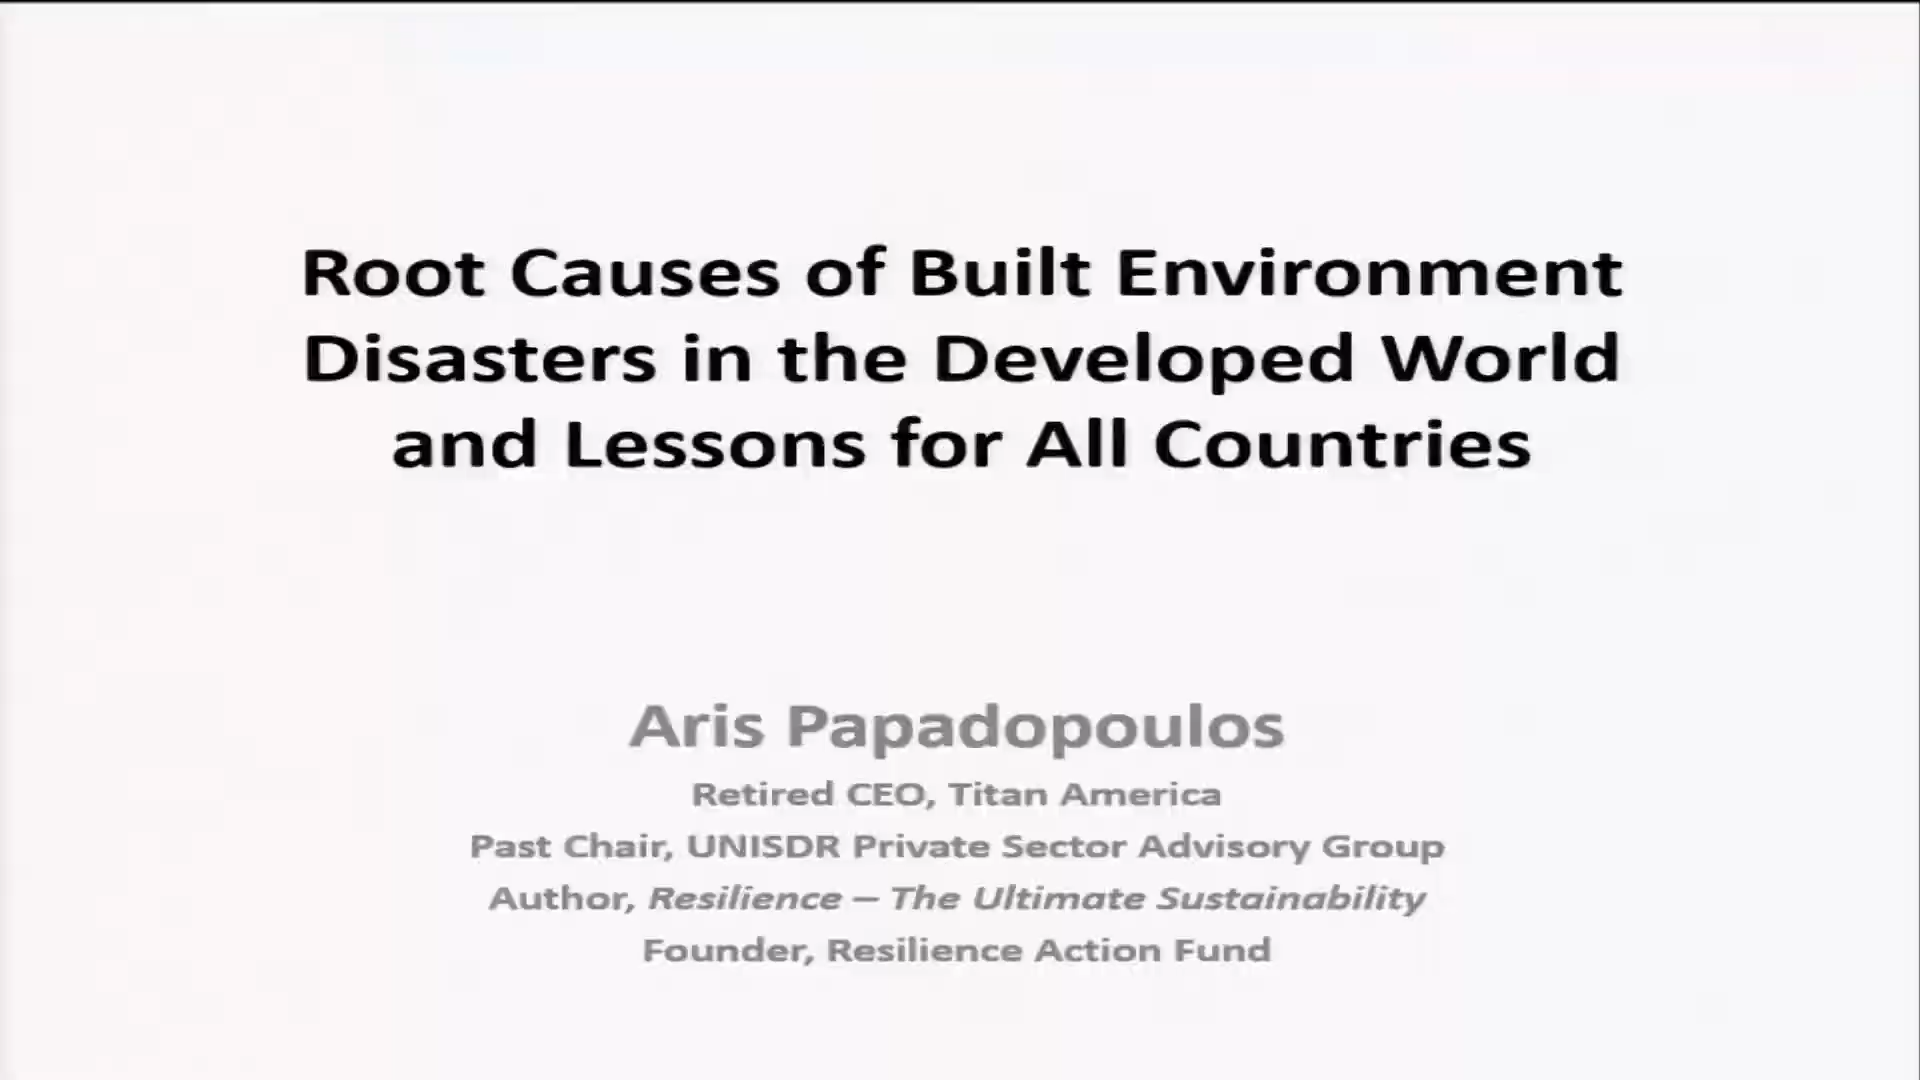 Root Causes of Built Environment
Disasters in the Developed World
and Lessons for All Countries
Aris Papadopoulos
Retired CEO, Titan America
Past Chair, UNISDR Private Sector Advisory Group
Author, Resilience – The Ultimate Sustainability
Founder, Resilience Action Fund